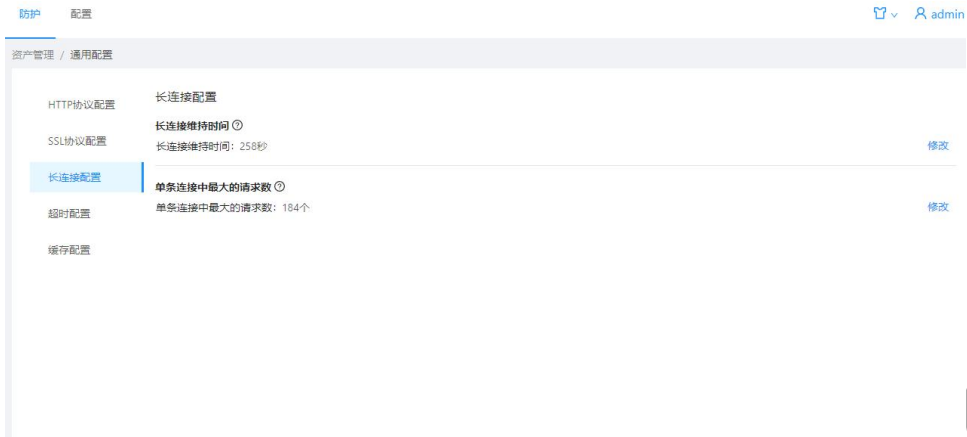 防护 配置 admin
资产管理 / 通用配置
HTTP协议配置
SSL协议配置
长连接配置
超时配置
缓存配置
长连接配置
长连接维持时间
长连接维持时间：258秒 修改
单条连接中最大的请求数
单条连接中最大的请求数：184个 修改